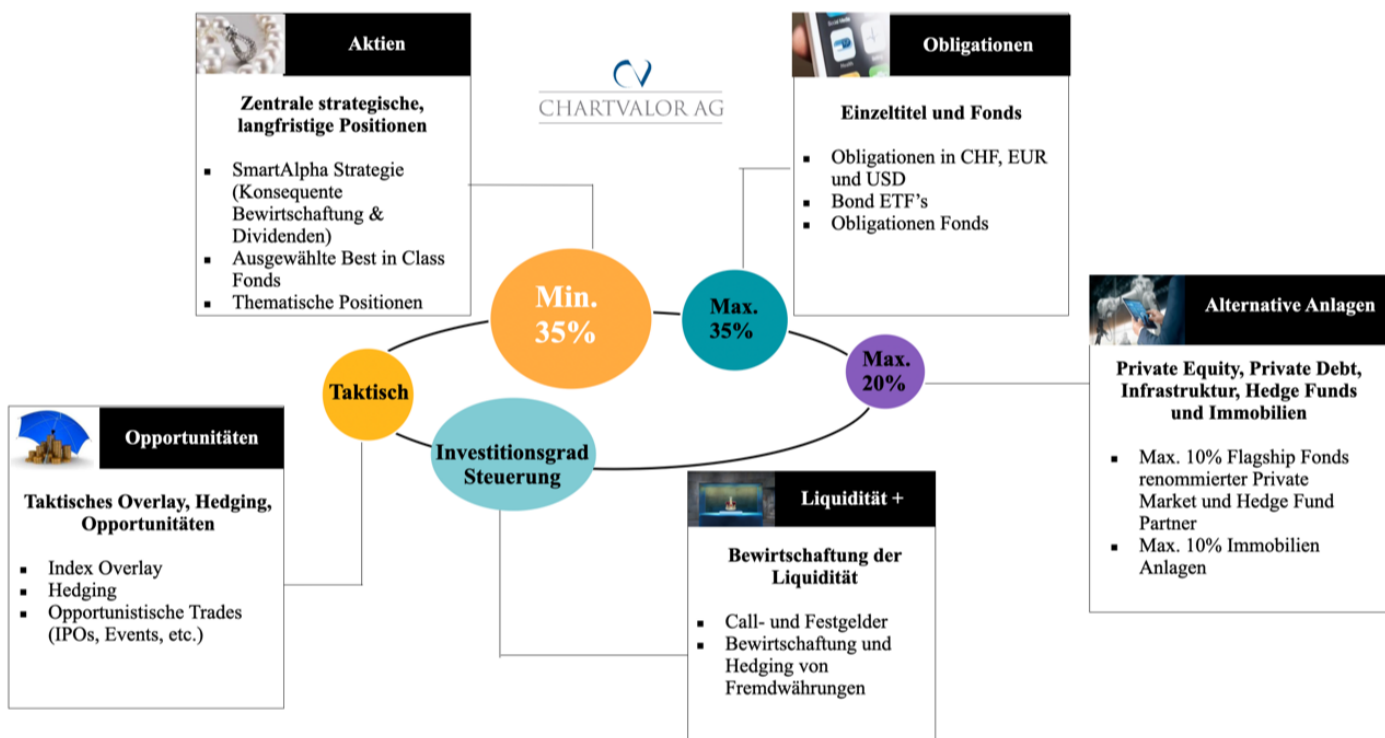 Aktien
Zentrale strategische,
langfristige Positionen
▪ SmartAlpha Strategie
(Konsequente
Bewirtschaftung &
Dividenden)
▪ Ausgewählte Best in Class
Fonds
▪ Thematische Positionen
CV
CHARTVALOR AG
Obligationen
Einzeltitel und Fonds
▪ Obligationen in CHF, EUR
und USD
▪ Bond ETF's
▪ Obligationen Fonds
Min.
35%
Max.
35%
Max.
20%
Taktisch
Investitionsgrad
Steuerung
Alternative Anlagen
Private Equity, Private Debt,
Infrastruktur, Hedge Funds
und Immobilien
▪ Max. 10% Flagship Fonds
renommierter Private
Market und Hedge Fund
Partner
▪ Max. 10% Immobilien
Anlagen
Opportunitäten
Taktisches Overlay, Hedging,
Opportunitäten
▪ Index Overlay
▪ Hedging
▪ Opportunistische Trades
(IPOs, Events, etc.)
Liquidität +
Bewirtschaftung der
Liquidität
▪ Call- und Festgelder
▪ Bewirtschaftung und
Hedging von
Fremdwährungen